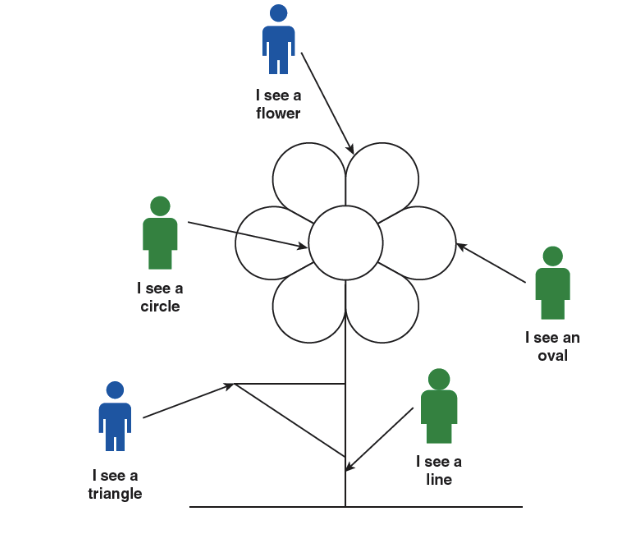 I see a
flower
I see a
circle
I see an
oval
I see a
triangle
I see a
line